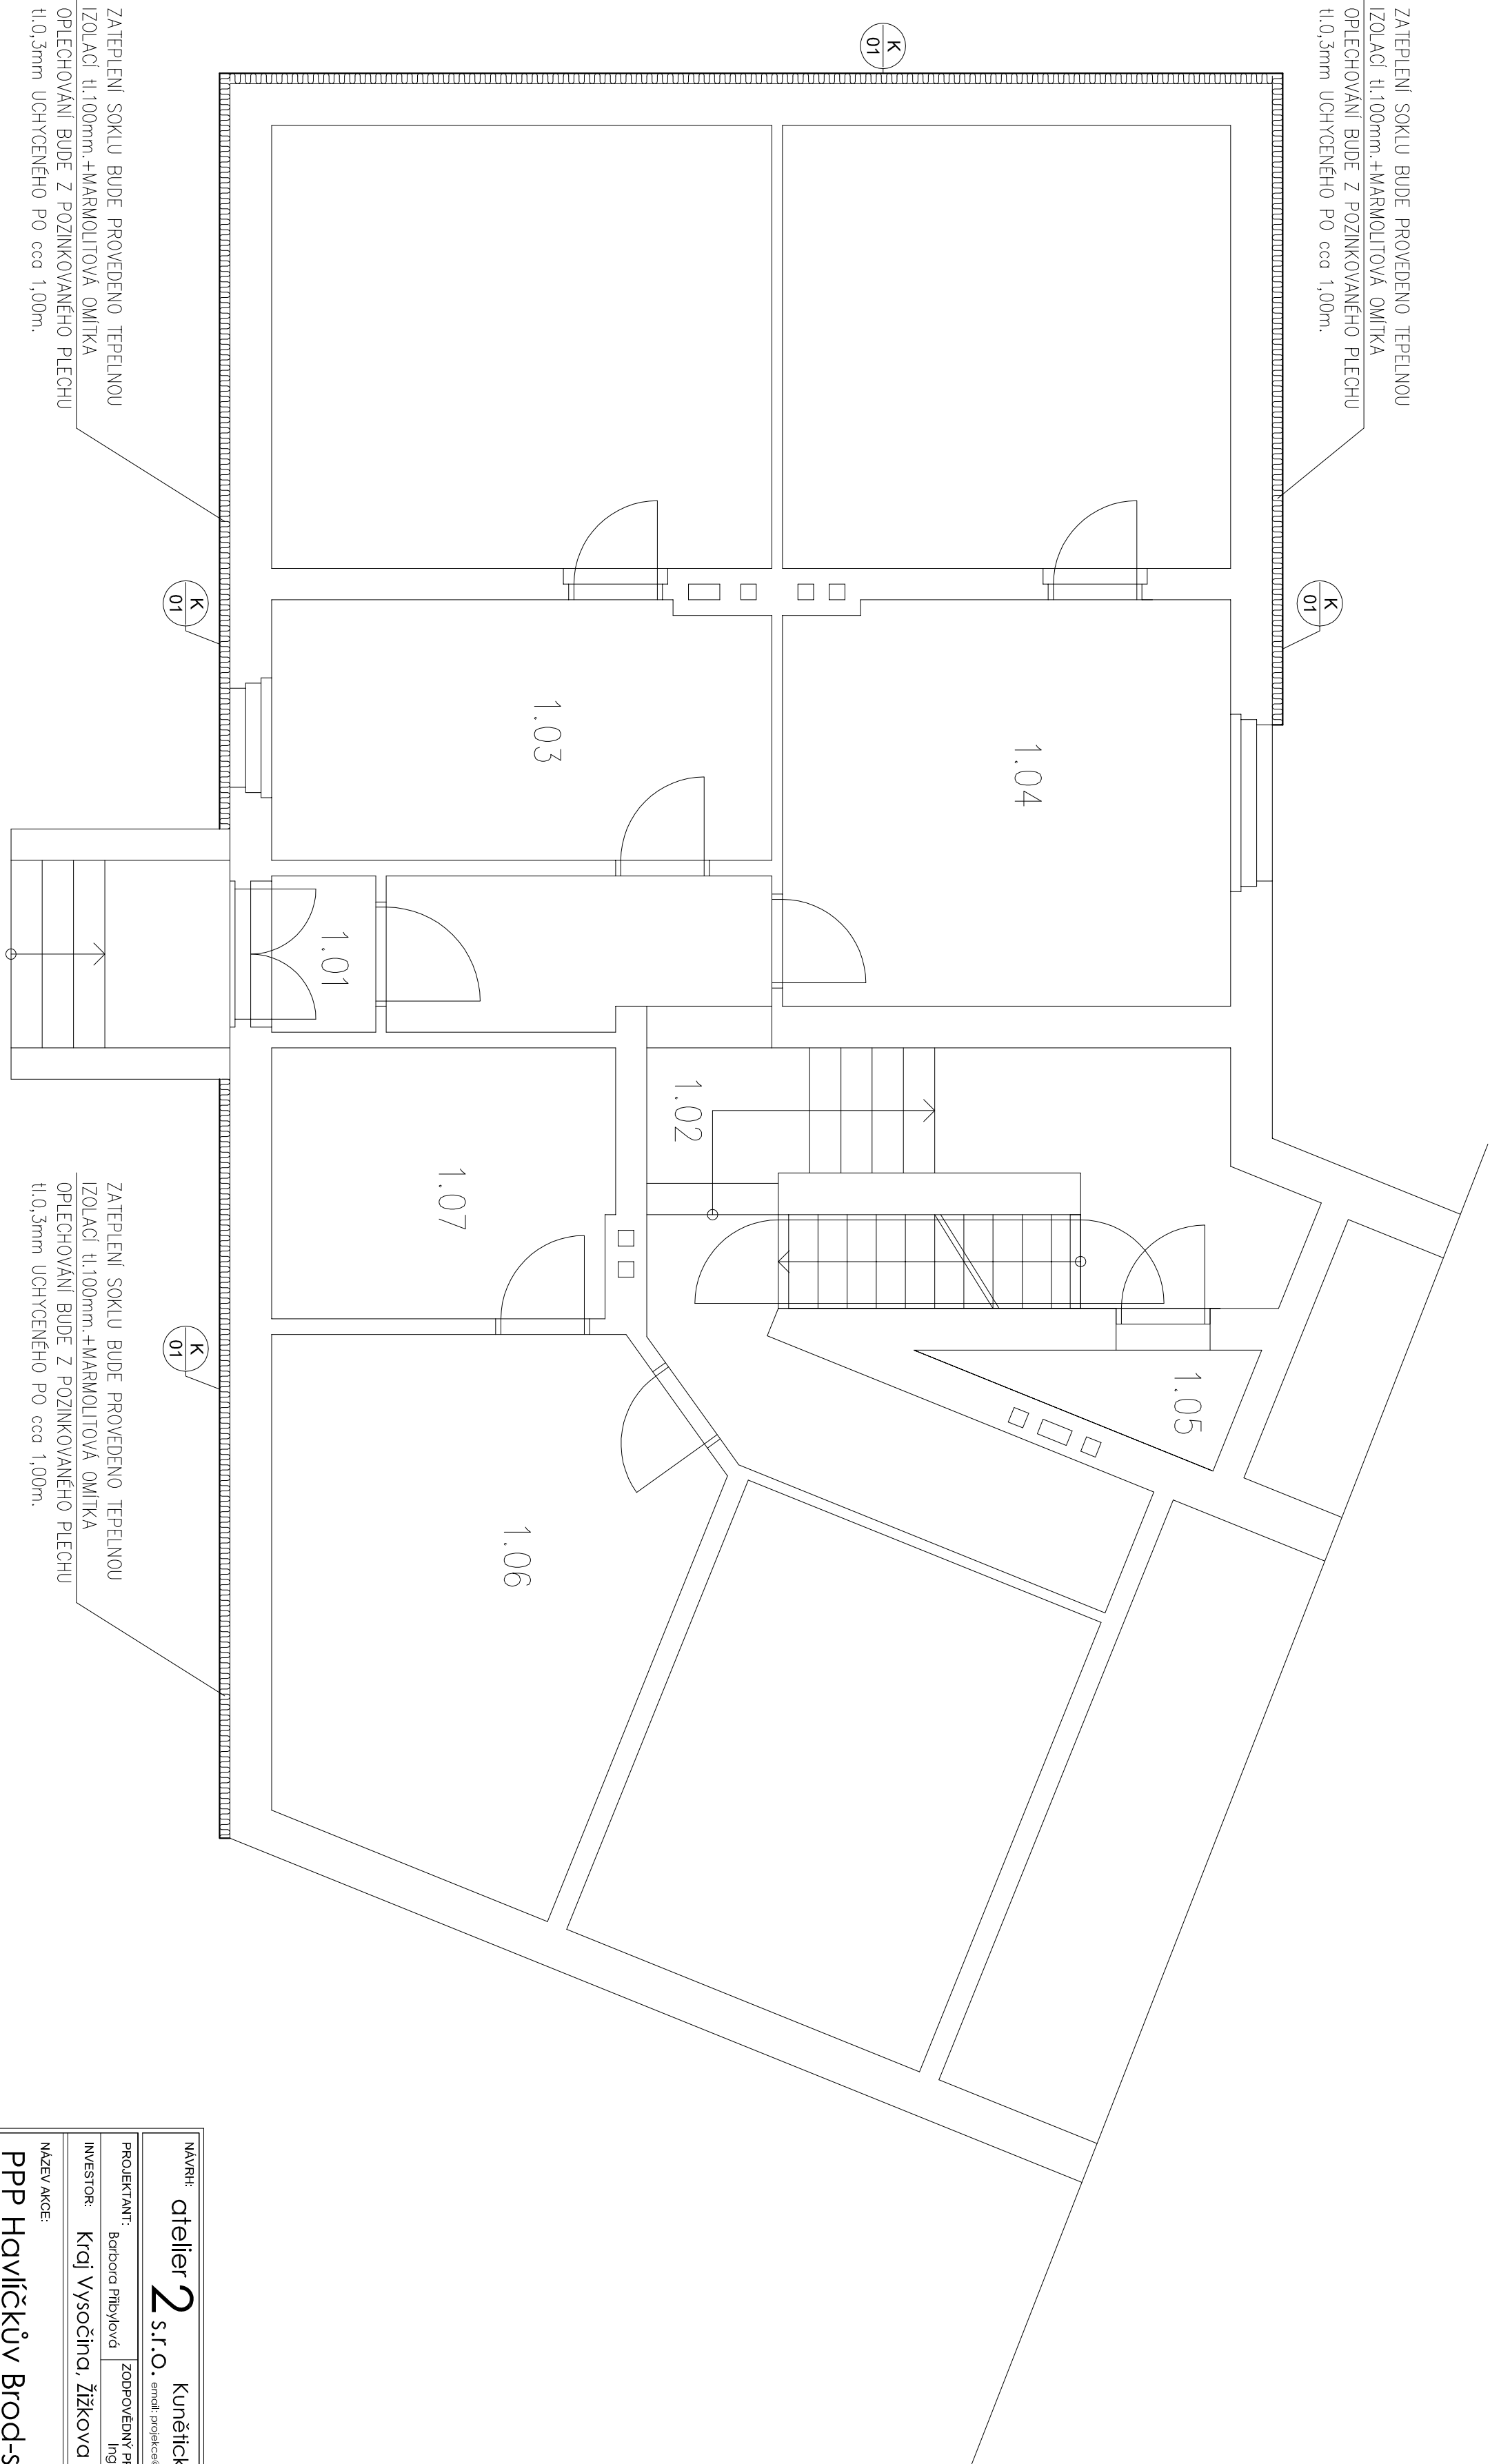 ZATEPLENÍ SOKLU BUDE PROVEDENO TEPELNOU
IZOLACÍ tl.100mm.+MARMOLITOVÁ OMÍTKA
OPLECHOVÁNÍ BUDE Z POZINKOVANÉHO PLECHU
tl.0,3mm UCHYCENÉHO PO cca 1,00m.
K
01
K
01
1.04
1.05
1.03
1.02
1.01
1.07
1.06
K
01
K
01
ZATEPLENÍ SOKLU BUDE PROVEDENO TEPELNOU
IZOLACÍ tl.100mm.+MARMOLITOVÁ OMÍTKA
OPLECHOVÁNÍ BUDE Z POZINKOVANÉHO PLECHU
tl.0,3mm UCHYCENÉHO PO cca 1,00m.
ZATEPLENÍ SOKLU BUDE PROVEDENO TEPELNOU
IZOLACÍ tl.100mm.+MARMOLITOVÁ OMÍTKA
OPLECHOVÁNÍ BUDE Z POZINKOVANÉHO PLECHU
tl.0,3mm UCHYCENÉHO PO cca 1,00m.
NÁVRH: atelier 2 s.r.o.
email: projekce@
PROJEKTANT: Barbora Přibylová ZODPOVĚDNÝ
Ing
INVESTOR: Kraj Vysočina, Žižkova
NÁZEV AKCE:
PPP Havlíčkův Brod-s